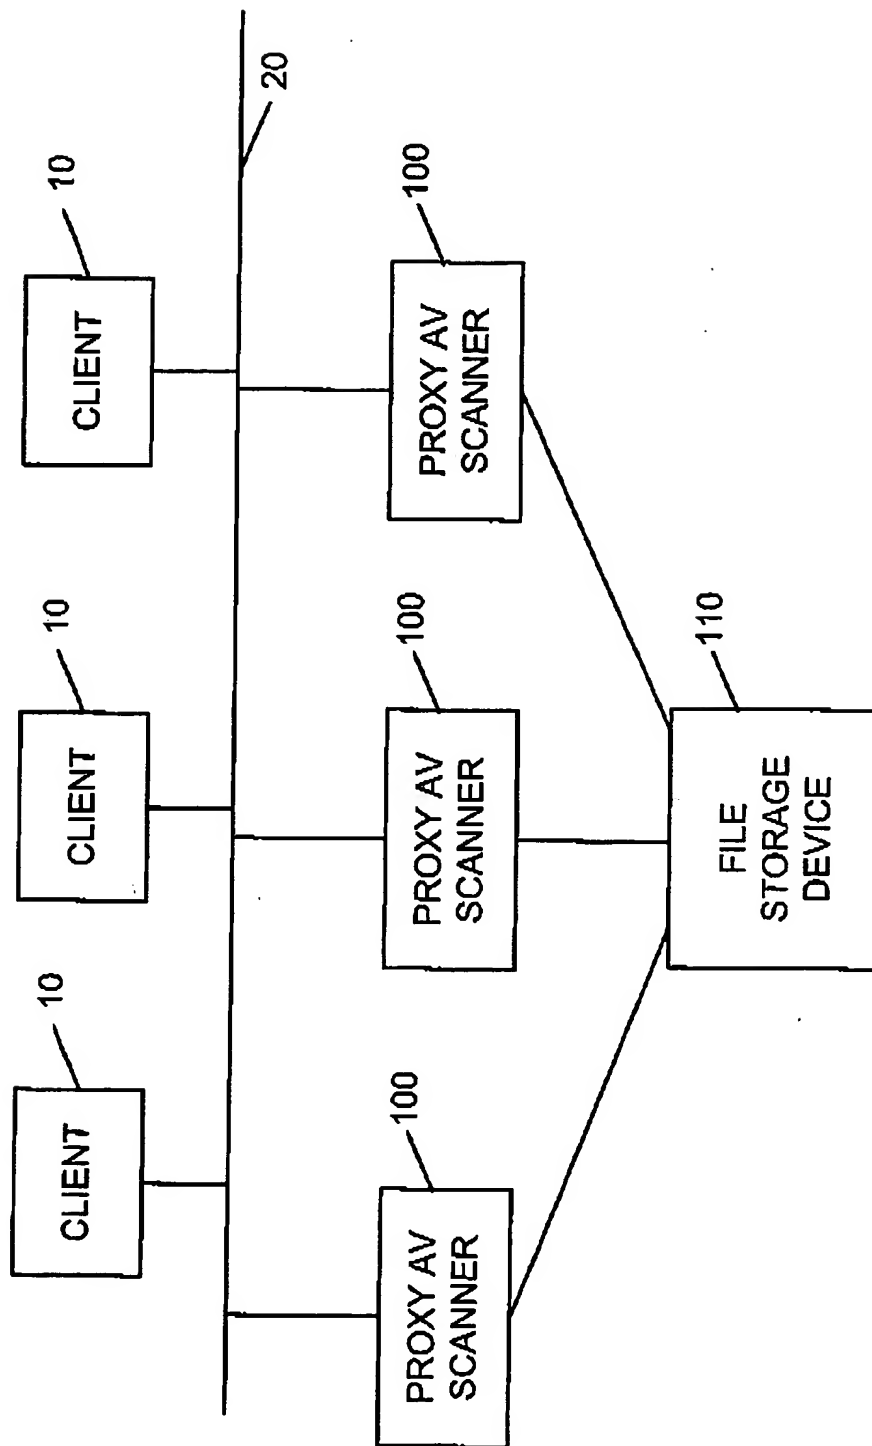 10
CLIENT
10
CLIENT
10
CLIENT
20
100
PROXY AV
SCANNER
100
PROXY AV
SCANNER
100
PROXY AV
SCANNER
110
FILE
STORAGE
DEVICE